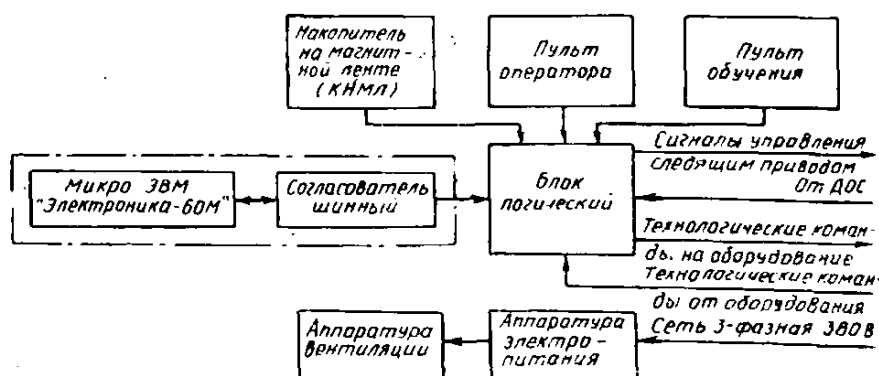 Накопитель
на магнит-
ной ленте
(КНМЛ)
Пульт
оператора
Пульт
обучения
Микро ЭВМ
"Электроника-60М"
Согласователь
шинный
Блок
логический
Сигналы управления
следящим приводом
От ДОС
Технологические коман-
ды. на оборудование
Технологические коман-
ды от оборудования
Сеть 3-фазная 380 В
Аппаратура
вентиляции
Аппаратура
электро-
питания